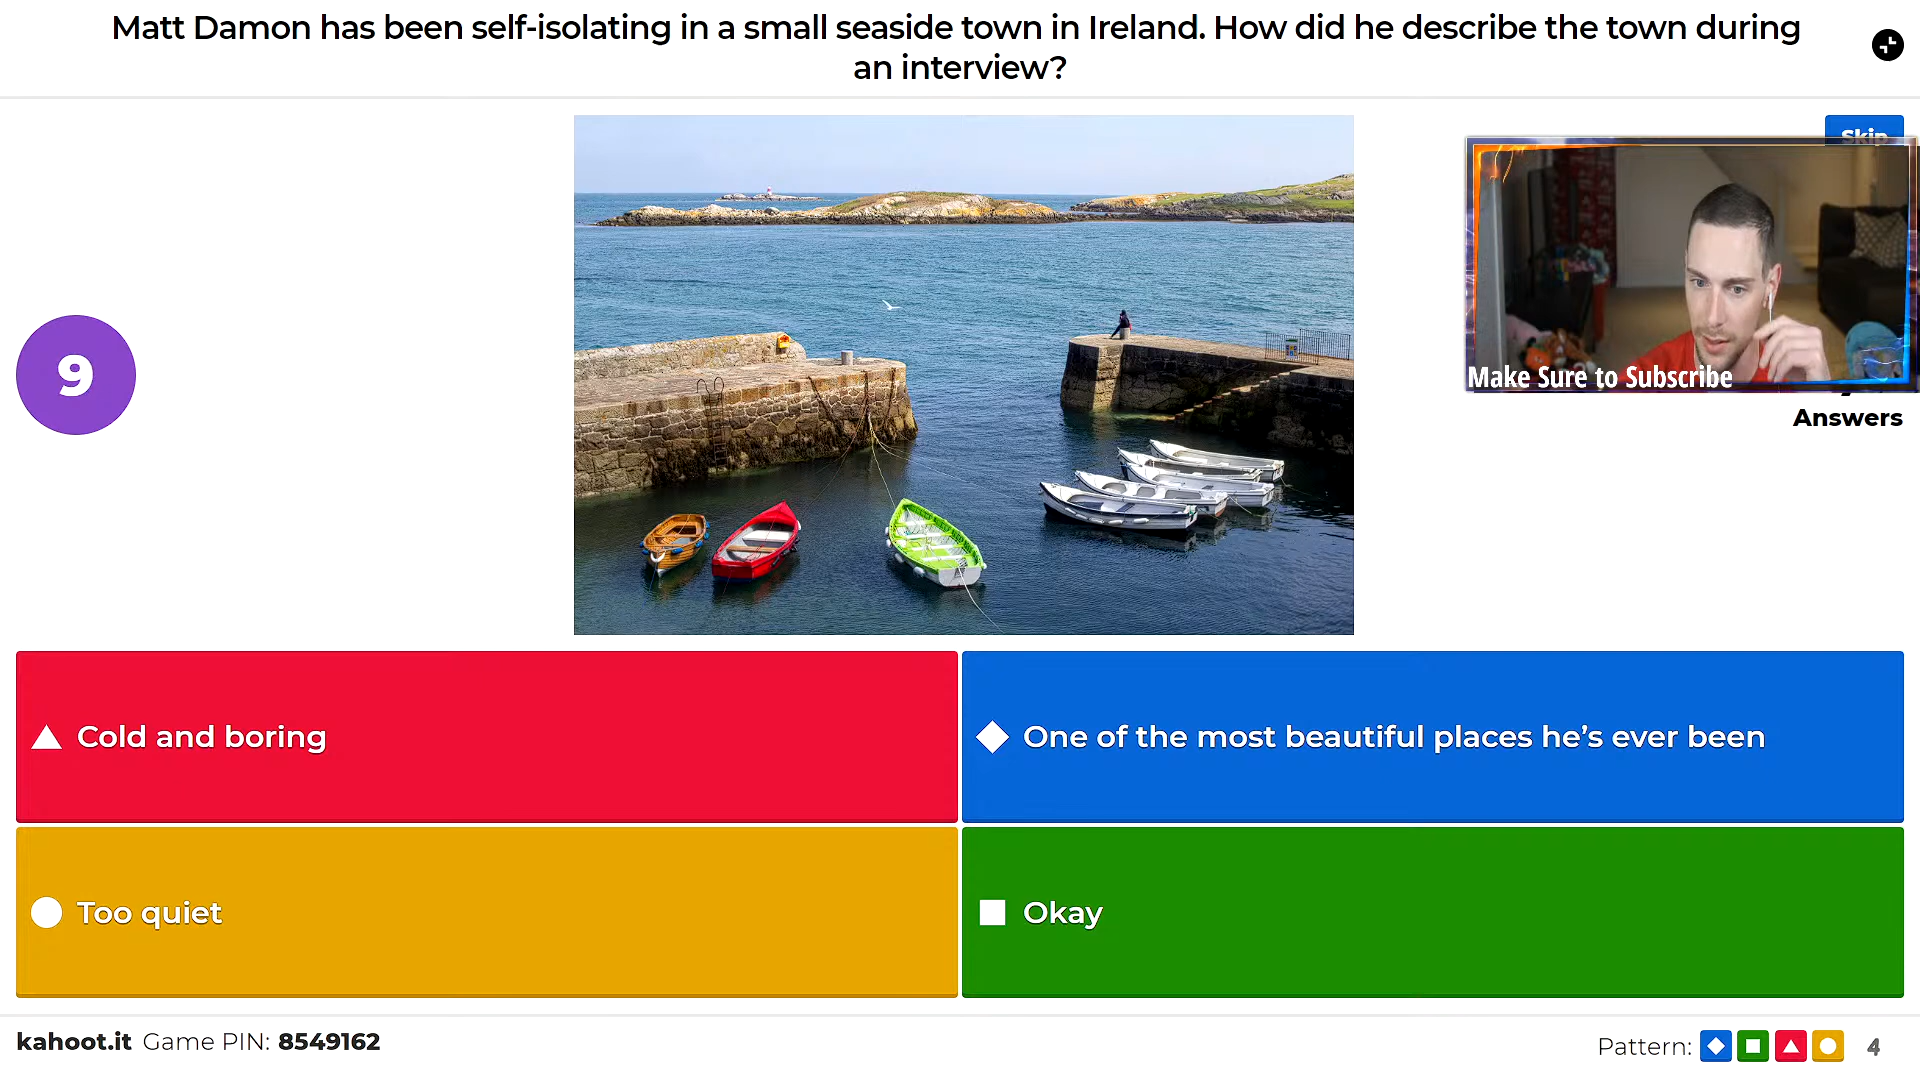 Matt Damon has been self-isolating in a small seaside town in Ireland. How did he describe the town during
an interview?
Skip
9
Make Sure to Subscribe
Answers
Cold and boring
One of the most beautiful places he's ever been
Too quiet
Okay
kahoot.it Game PIN: 8549162
Pattern: 4